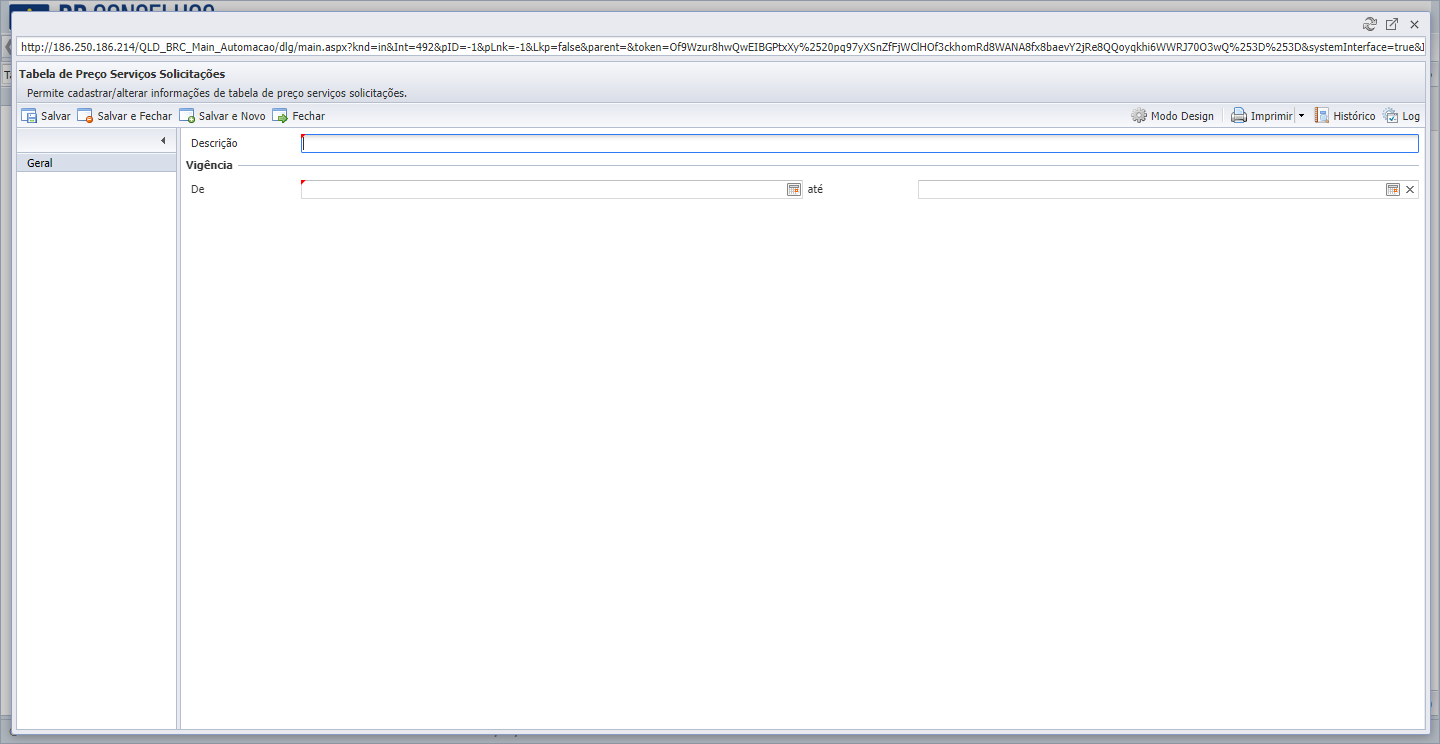 http://186.250.186.214/QLD_BRC_Main_Automacao/dlg/main.aspx?knd=in&Int=492&pID=-1&pLnk=-1&Lkp=false&parent=&token=Of9Wzur8hwQwEIBGPtxXy%2520pq97yXSnZfFjWClHOf3ckhomRd8WANA8fx8baevY2jRe8QQoyqkhi6WWRJ70O3wQ%253D%253D&systemInterface=true&I
Tabela de Preço Serviços Solicitações
Permite cadastrar/alterar informações de tabela de preço serviços solicitações.
Salvar Salvar e Fechar Salvar e Novo Fechar Modo Design Imprimir Histórico Log
Geral
Descrição
Vigência
De até